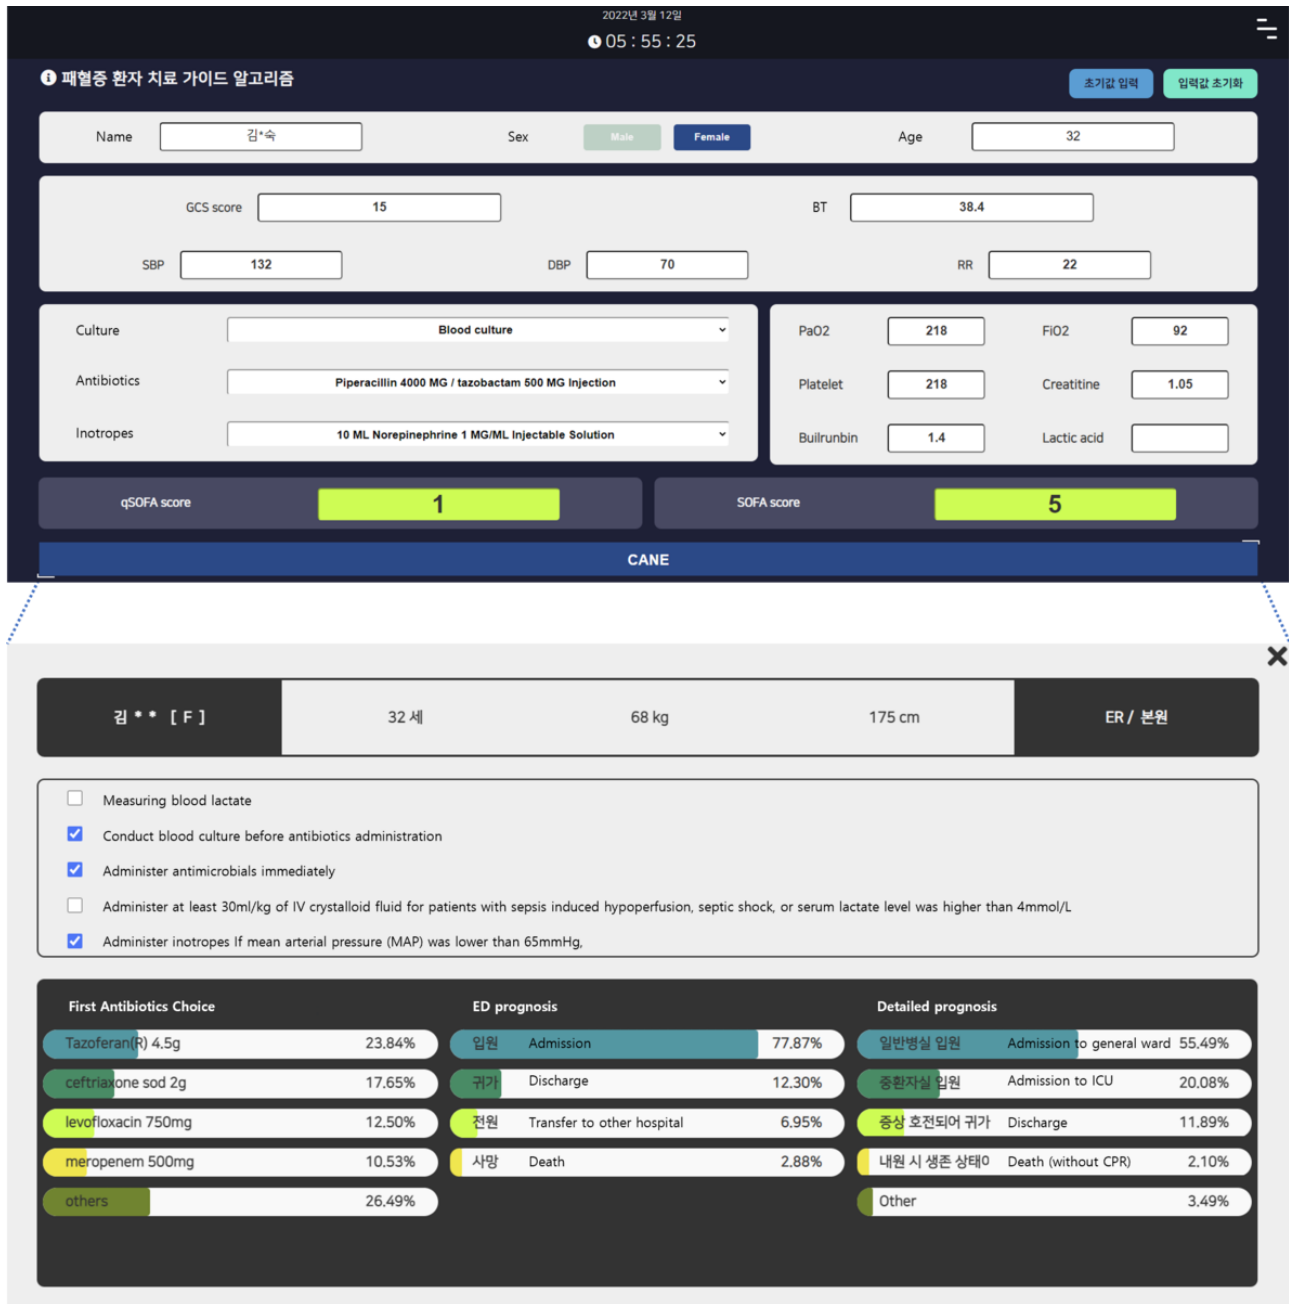 2022년 3월 12일
05 : 55 : 25
패혈증 환자 치료 가이드 알고리즘
초기값 입력
입력값 초기화
Name 김*숙 Sex Male Female Age 32
GCS score 15 BT 38.4
SBP 132 DBP 70 RR 22
Culture Blood culture
Antibiotics Piperacillin 4000 MG / tazobactam 500 MG Injection
Inotropes 10 ML Norepinephrine 1 MG/ML Injectable Solution
PaO2 218 FiO2 92
Platelet 218 Creatitine 1.05
Builrunbin 1.4 Lactic acid
qSOFA score 1 SOFA score 5
CANE
김 * * [ F ] 32 세 68 kg 175 cm ER / 본원
Measuring blood lactate
Conduct blood culture before antibiotics administration
Administer antimicrobials immediately
Administer at least 30ml/kg of IV crystalloid fluid for patients with sepsis induced hypoperfusion, septic shock, or serum lactate level was higher than 4mmol/L
Administer inotropes If mean arterial pressure (MAP) was lower than 65mmHg,
First Antibiotics Choice
Tazoferan(R) 4.5g 23.84%
ceftriaxone sod 2g 17.65%
levofloxacin 750mg 12.50%
meropenem 500mg 10.53%
others 26.49%
ED prognosis
입원 Admission 77.87%
귀가 Discharge 12.30%
전원 Transfer to other hospital 6.95%
사망 Death 2.88%
Detailed prognosis
일반병실 입원 Admission to general ward 55.49%
중환자실 입원 Admission to ICU 20.08%
증상 호전되어 귀가 Discharge 11.89%
내원 시 생존 상태 Death (without CPR) 2.10%
Other 3.49%